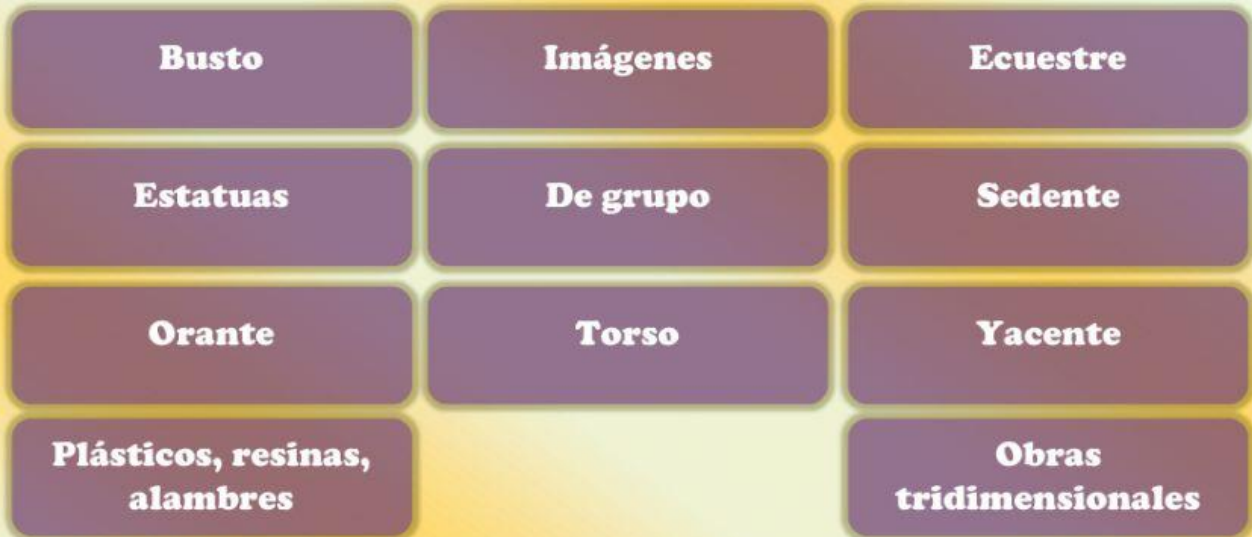 Busto
Imágenes
Ecuestre
Estatuas
De grupo
Sedente
Orante
Torso
Yacente
Plásticos, resinas,
alambres
Obras
tridimensionales